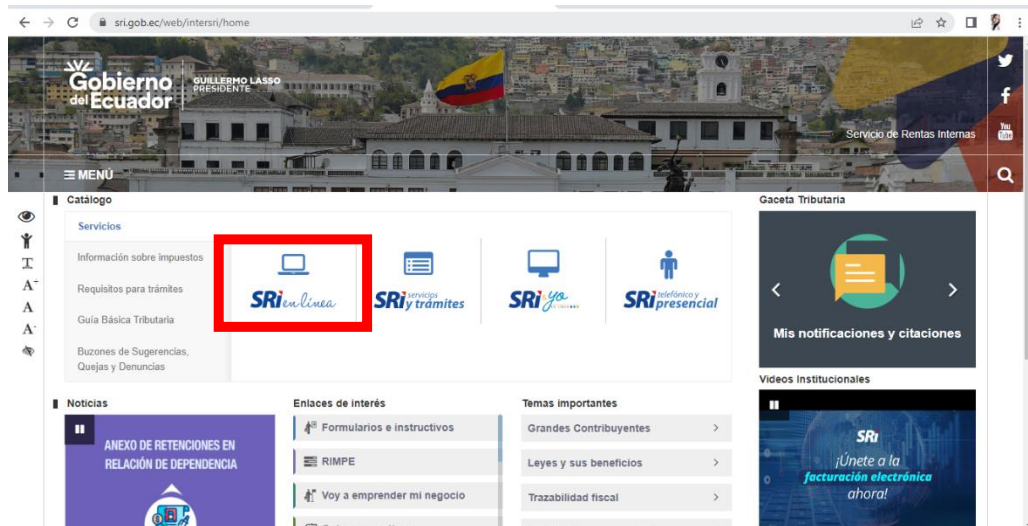 sri.gob.ec/web/intersri/home
Gobierno
del Ecuador
GUILLERMO LASSO
PRESIDENTE
Servicio de Rentas Internas
You
Tube
MENÚ
Catálogo
Servicios
Información sobre impuestos
Requisitos para trámites
Guía Básica Tributaria
Buzones de Sugerencias,
Quejas y Denuncias
T
A+
A
A-
SRi en línea
SRi servicios
y trámites
SRi & yo
SRi telefónico y
presencial
Gaceta Tributaria
Mis notificaciones y citaciones
Videos Institucionales
SRi
¡Únete a la
facturación electrónica
ahora!
Noticias
ANEXO DE RETENCIONES EN
RELACIÓN DE DEPENDENCIA
Enlaces de interés
Formularios e instructivos
RIMPE
Voy a emprender mi negocio
Temas importantes
Grandes Contribuyentes
Leyes y sus beneficios
Trazabilidad fiscal